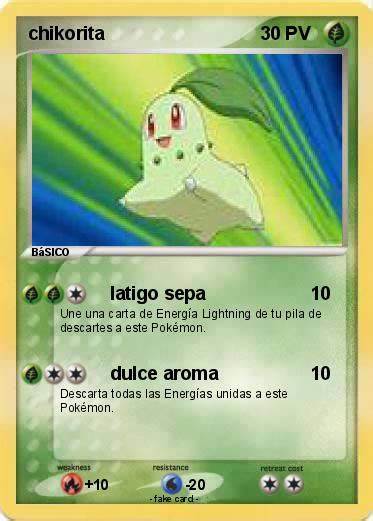 chikorita 30 PV
BáSICO
latigo sepa 10
Une una carta de Energía Lightning de tu pila de
descartes a este Pokémon.
dulce aroma 10
Descarta todas las Energías unidas a este
Pokémon.
weakness resistance retreat cost
+10 -20
- fake card -